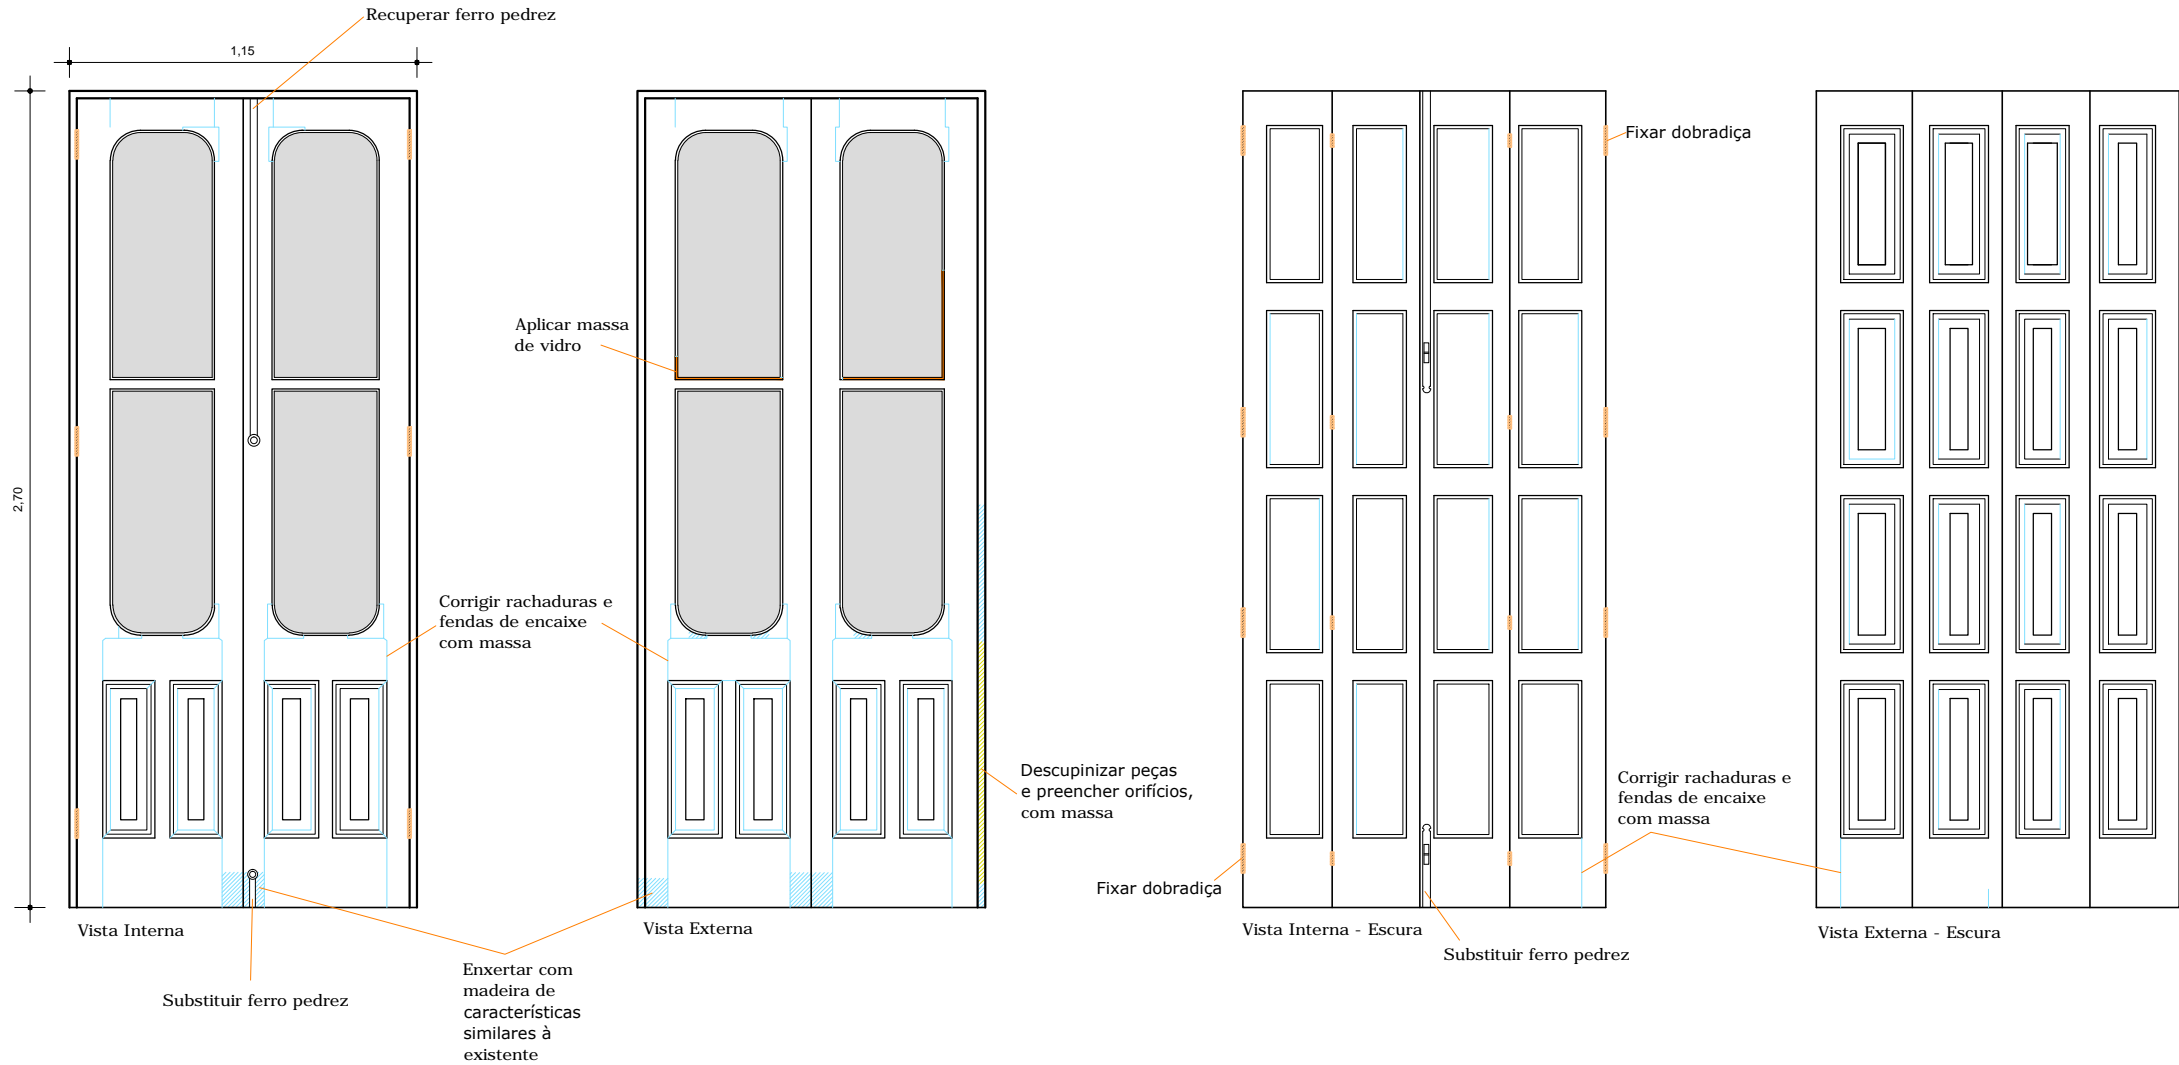 Recuperar ferro pedrez
1,15
2,70
Aplicar massa
de vidro
Corrigir rachaduras e
fendas de encaixe
com massa
Descupinizar peças
e preencher orifícios,
com massa
Fixar dobradiça
Fixar dobradiça
Corrigir rachaduras e
fendas de encaixe
com massa
Vista Interna
Vista Externa
Vista Interna - Escura
Vista Externa - Escura
Substituir ferro pedrez
Substituir ferro pedrez
Enxertar com
madeira de
características
similares à
existente